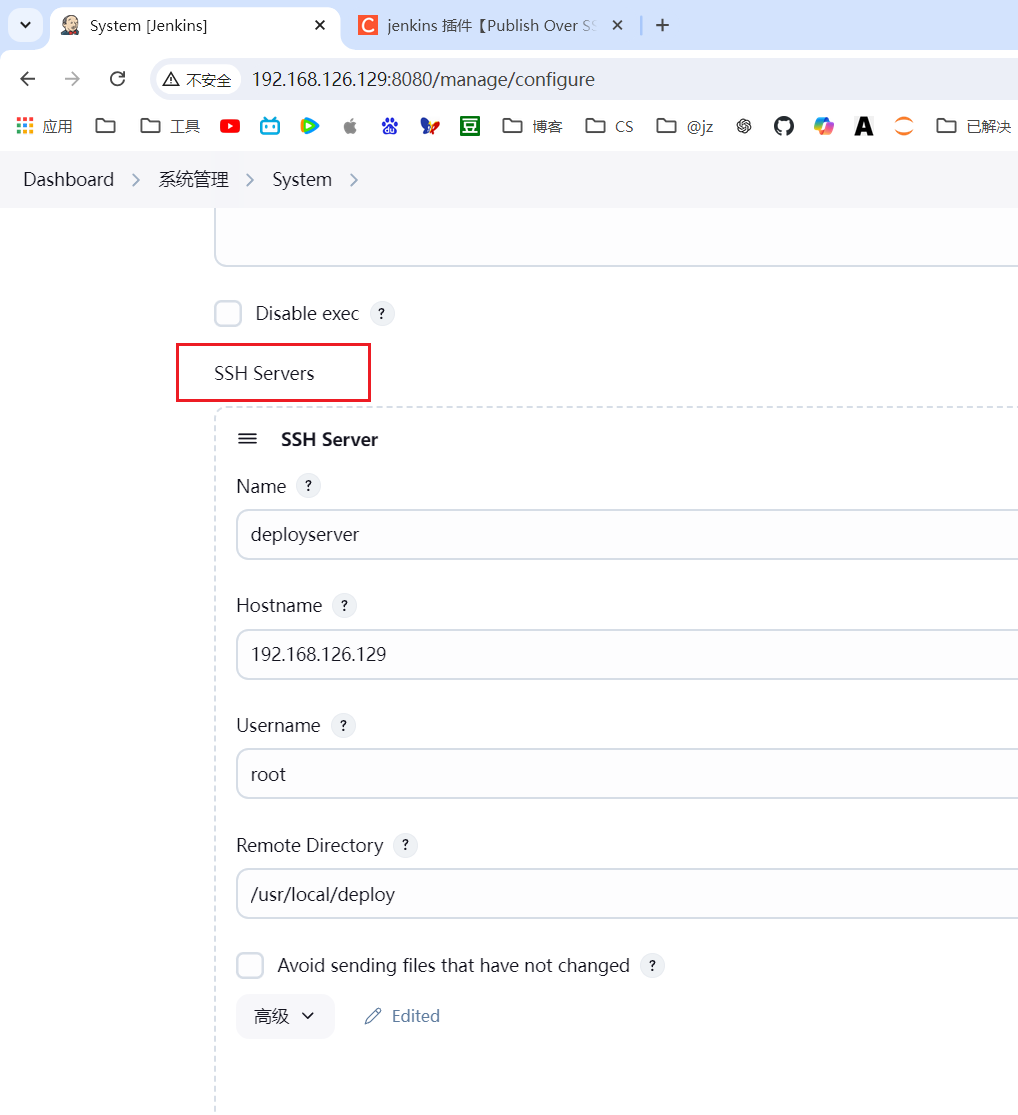 System [Jenkins]
jenkins 插件【Publish Over SS
不安全
192.168.126.129:8080/manage/configure
应用
工具
豆
博客
CS
@jz
已解决
Dashboard
系统管理
System
Disable exec ?
SSH Servers
SSH Server
Name ?
deployserver
Hostname ?
192.168.126.129
Username ?
root
Remote Directory ?
/usr/local/deploy
Avoid sending files that have not changed ?
高级
Edited